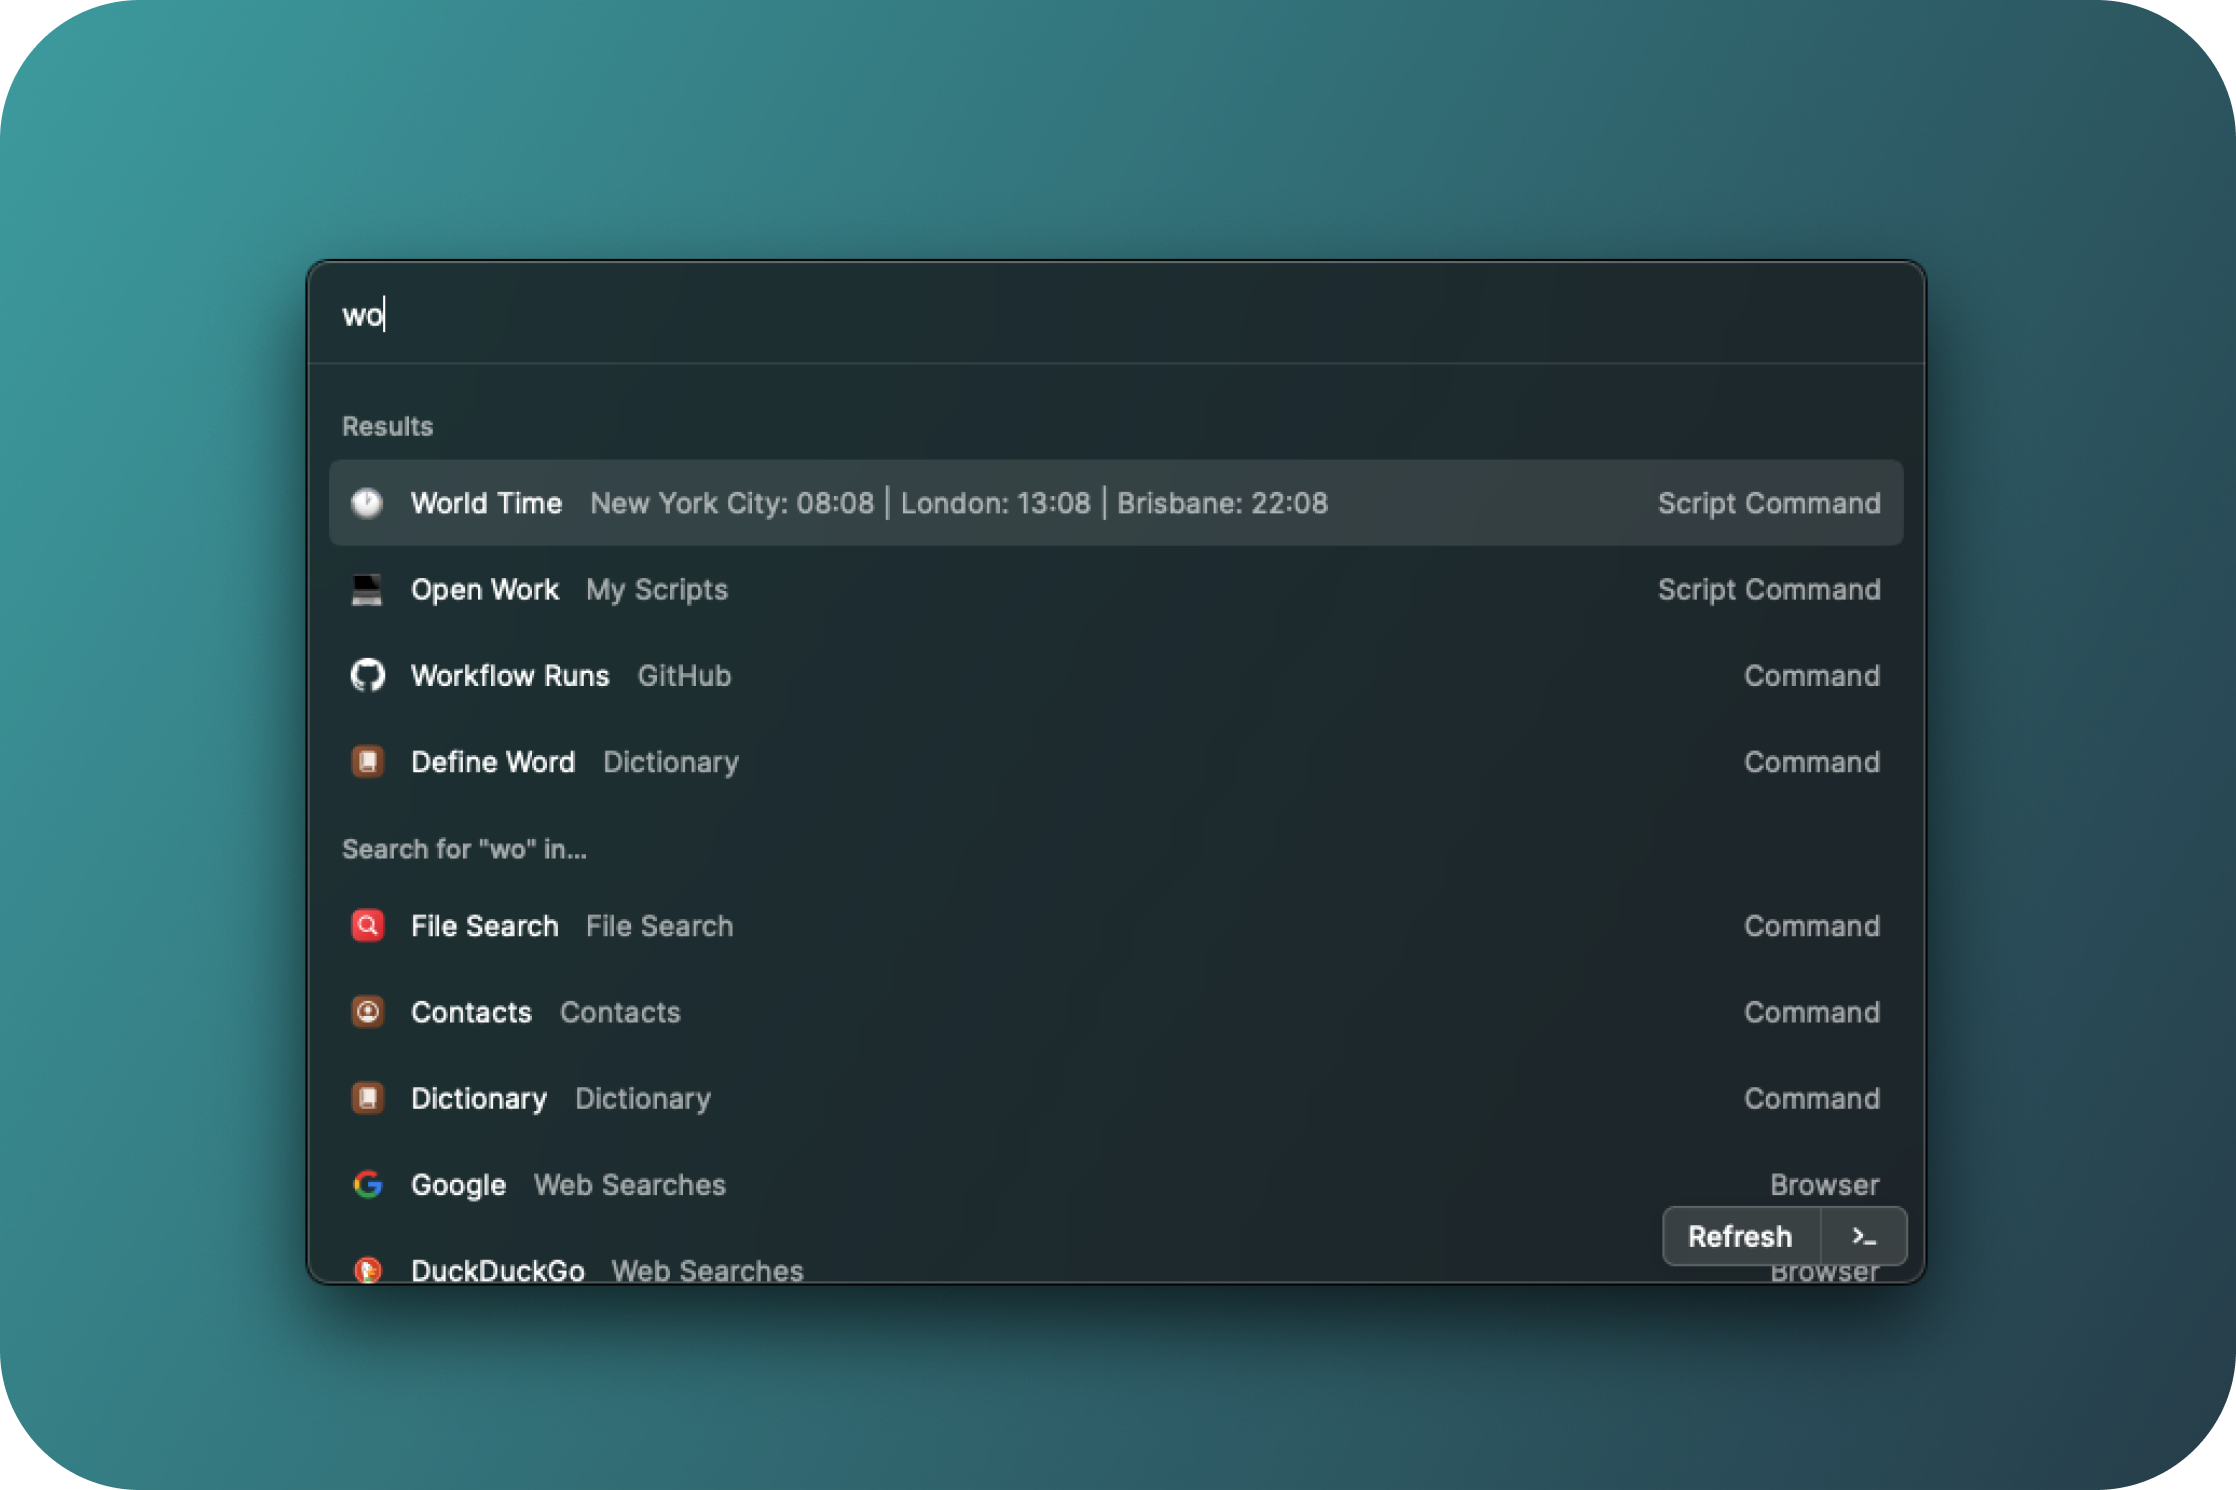 wo
Results
World Time New York City: 08:08 | London: 13:08 | Brisbane: 22:08 Script Command
Open Work My Scripts Script Command
Workflow Runs GitHub Command
Define Word Dictionary Command
Search for "wo" in...
File Search File Search Command
Contacts Contacts Command
Dictionary Dictionary Command
Google Web Searches Browser
Refresh >_
DuckDuckGo Web Searches Browser